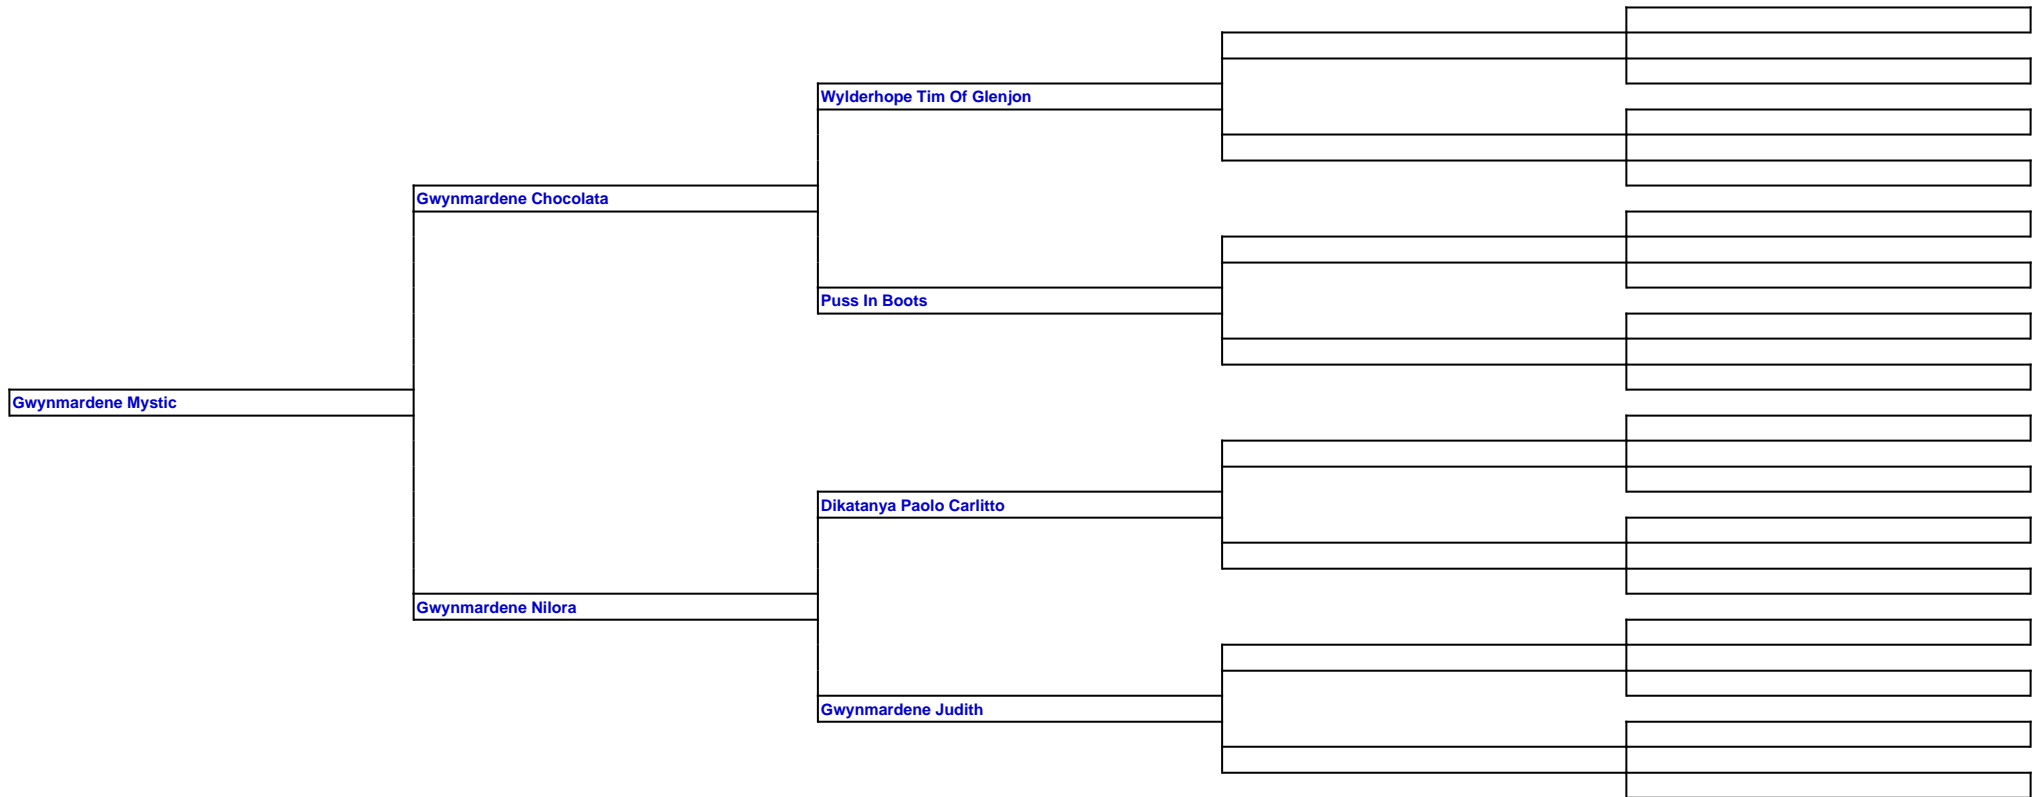 Wylderhope Tim Of Glenjon
Gwynmardene Chocolata
Puss In Boots
Gwynmardene Mystic
Dikatanya Paolo Carlitto
Gwynmardene Nilora
Gwynmardene Judith